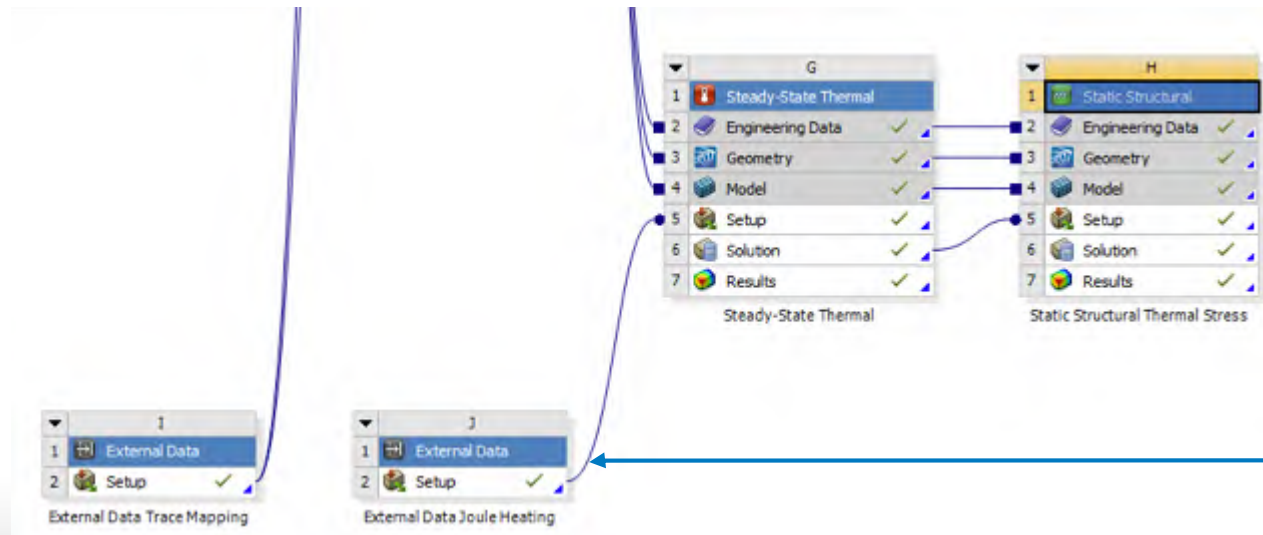 G
1 Steady-State Thermal
2 Engineering Data
3 Geometry
4 Model
5 Setup
6 Solution
7 Results
Steady-State Thermal
H
1 Static Structural
2 Engineering Data
3 Geometry
4 Model
5 Setup
6 Solution
7 Results
Static Structural Thermal Stress
I
1 External Data
2 Setup
External Data Trace Mapping
J
1 External Data
2 Setup
External Data Joule Heating